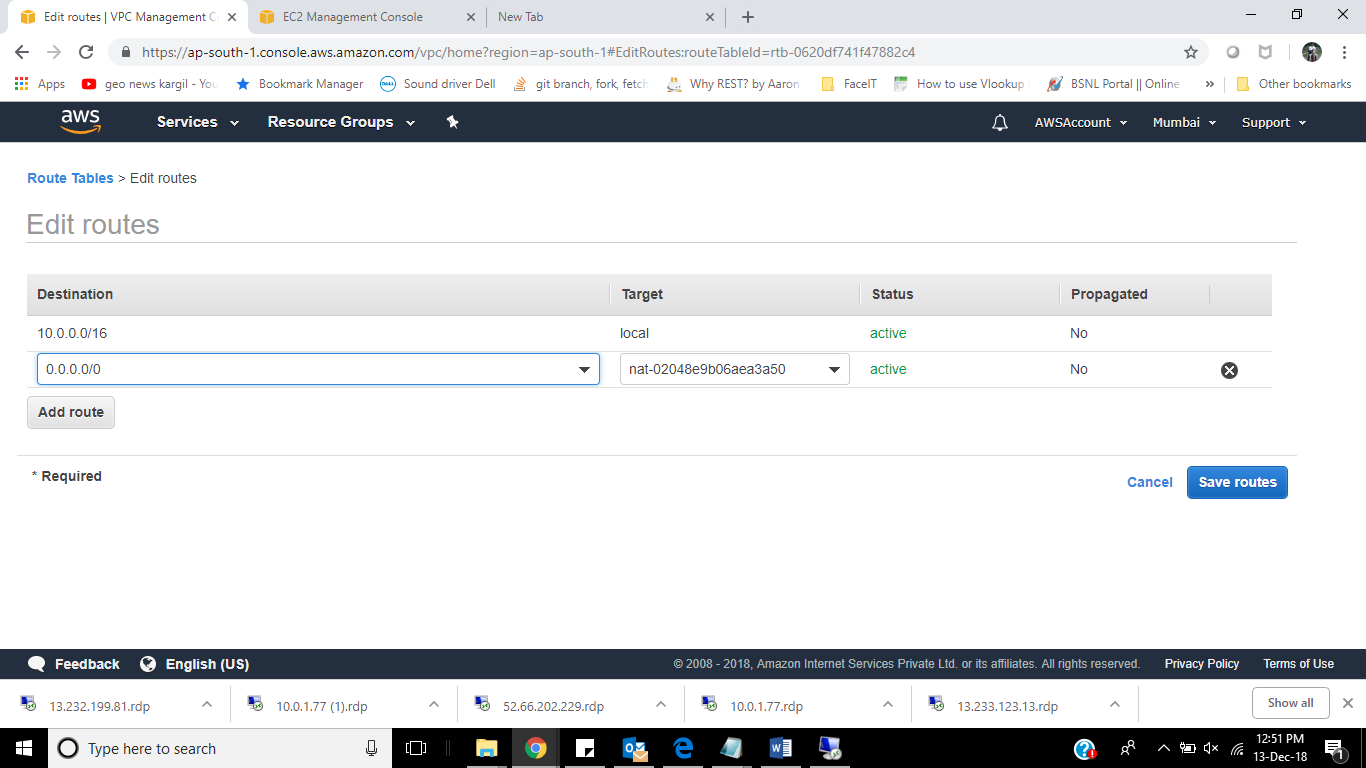 Edit routes | VPC Management C
EC2 Management Console
New Tab
https://ap-south-1.console.aws.amazon.com/vpc/home?region=ap-south-1#EditRoutes:routeTableId=rtb-0620df741f47882c4
Apps
geo news kargil - You
Bookmark Manager
Sound driver Dell
git branch, fork, fetch
Why REST? by Aaron
FaceIT
How to use Vlookup
BSNL Portal || Online
»
Other bookmarks
aws
Services
Resource Groups
AWSAccount
Mumbai
Support
Route Tables > Edit routes
Edit routes
Destination Target Status Propagated
10.0.0.0/16 local active No
0.0.0.0/0 nat-02048e9b06aea3a50 active No
Add route
* Required
Cancel
Save routes
Feedback
English (US)
© 2008 - 2018, Amazon Internet Services Private Ltd. or its affiliates. All rights reserved.
Privacy Policy
Terms of Use
13.232.199.81.rdp
10.0.1.77 (1).rdp
52.66.202.229.rdp
10.0.1.77.rdp
13.233.123.13.rdp
Show all
Type here to search
12:51 PM
13-Dec-18
1